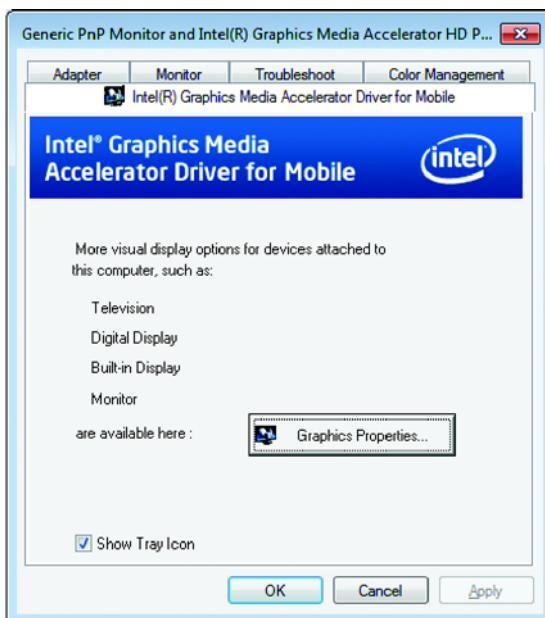 Generic PnP Monitor and Intel(R) Graphics Media Accelerator HD P...
Adapter
Monitor
Troubleshoot
Color Management
Intel(R) Graphics Media Accelerator Driver for Mobile
Intel® Graphics Media
Accelerator Driver for Mobile
intel
More visual display options for devices attached to
this computer, such as:
Television
Digital Display
Built-in Display
Monitor
are available here :
Graphics Properties...
Show Tray Icon
OK
Cancel
Apply